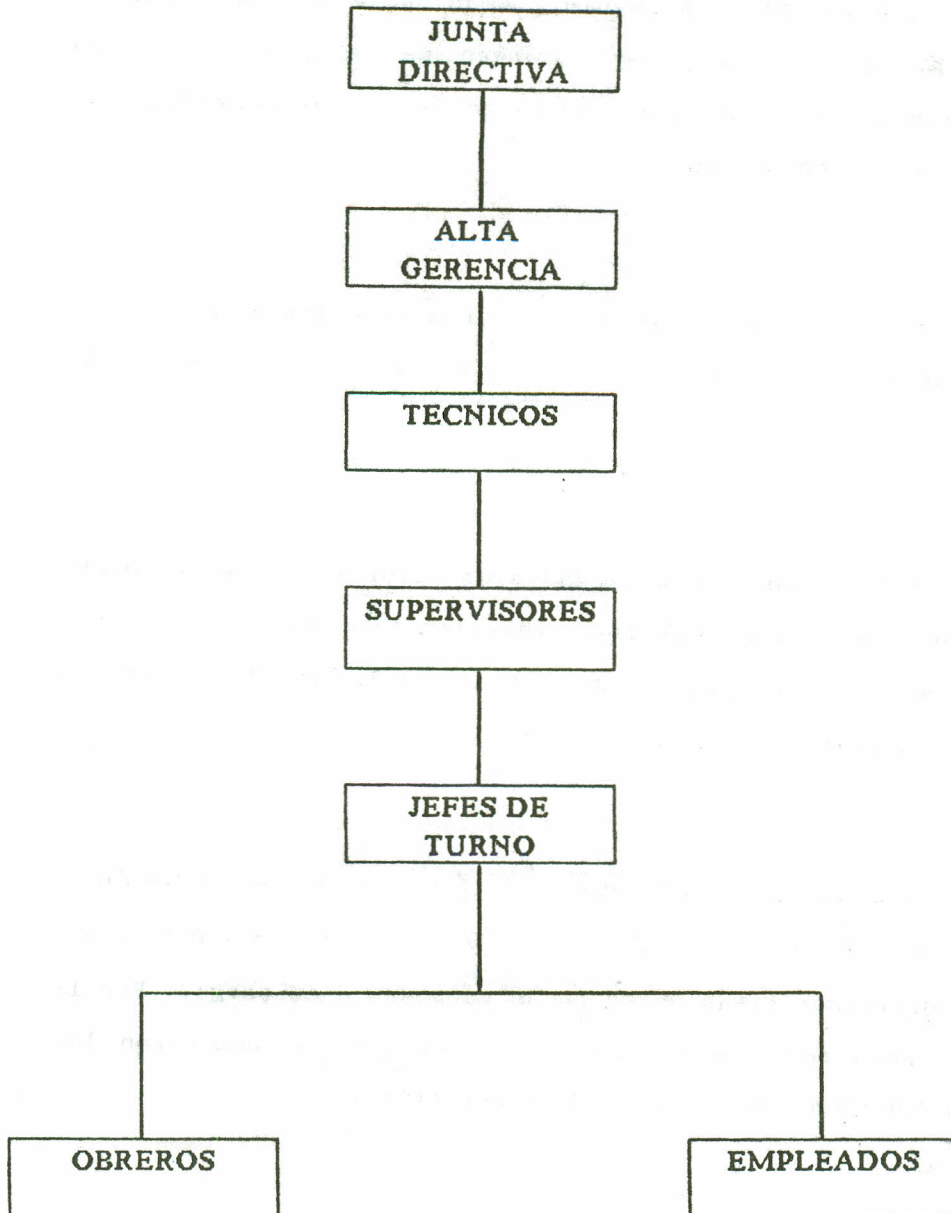 JUNTA
DIRECTIVA
ALTA
GERENCIA
TECNICOS
SUPERVISORES
JEFES DE
TURNO
OBREROS
EMPLEADOS